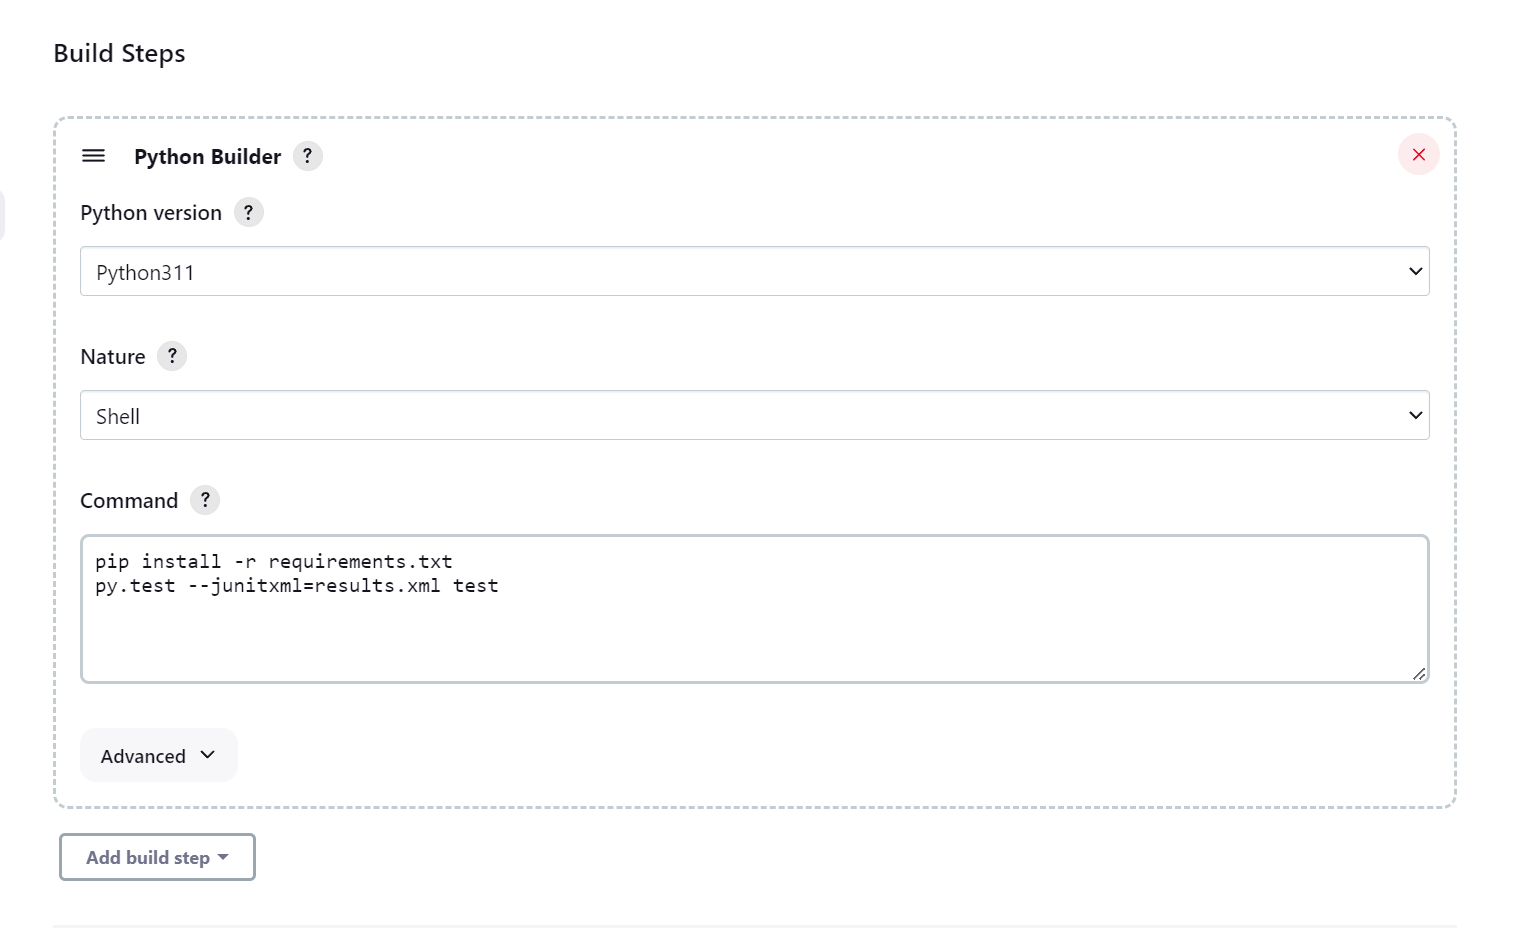 Build Steps
Python Builder ?
Python version ?
Python311
Nature ?
Shell
Command ?
pip install -r requirements.txt
py.test --junitxml=results.xml test
Advanced
Add build step